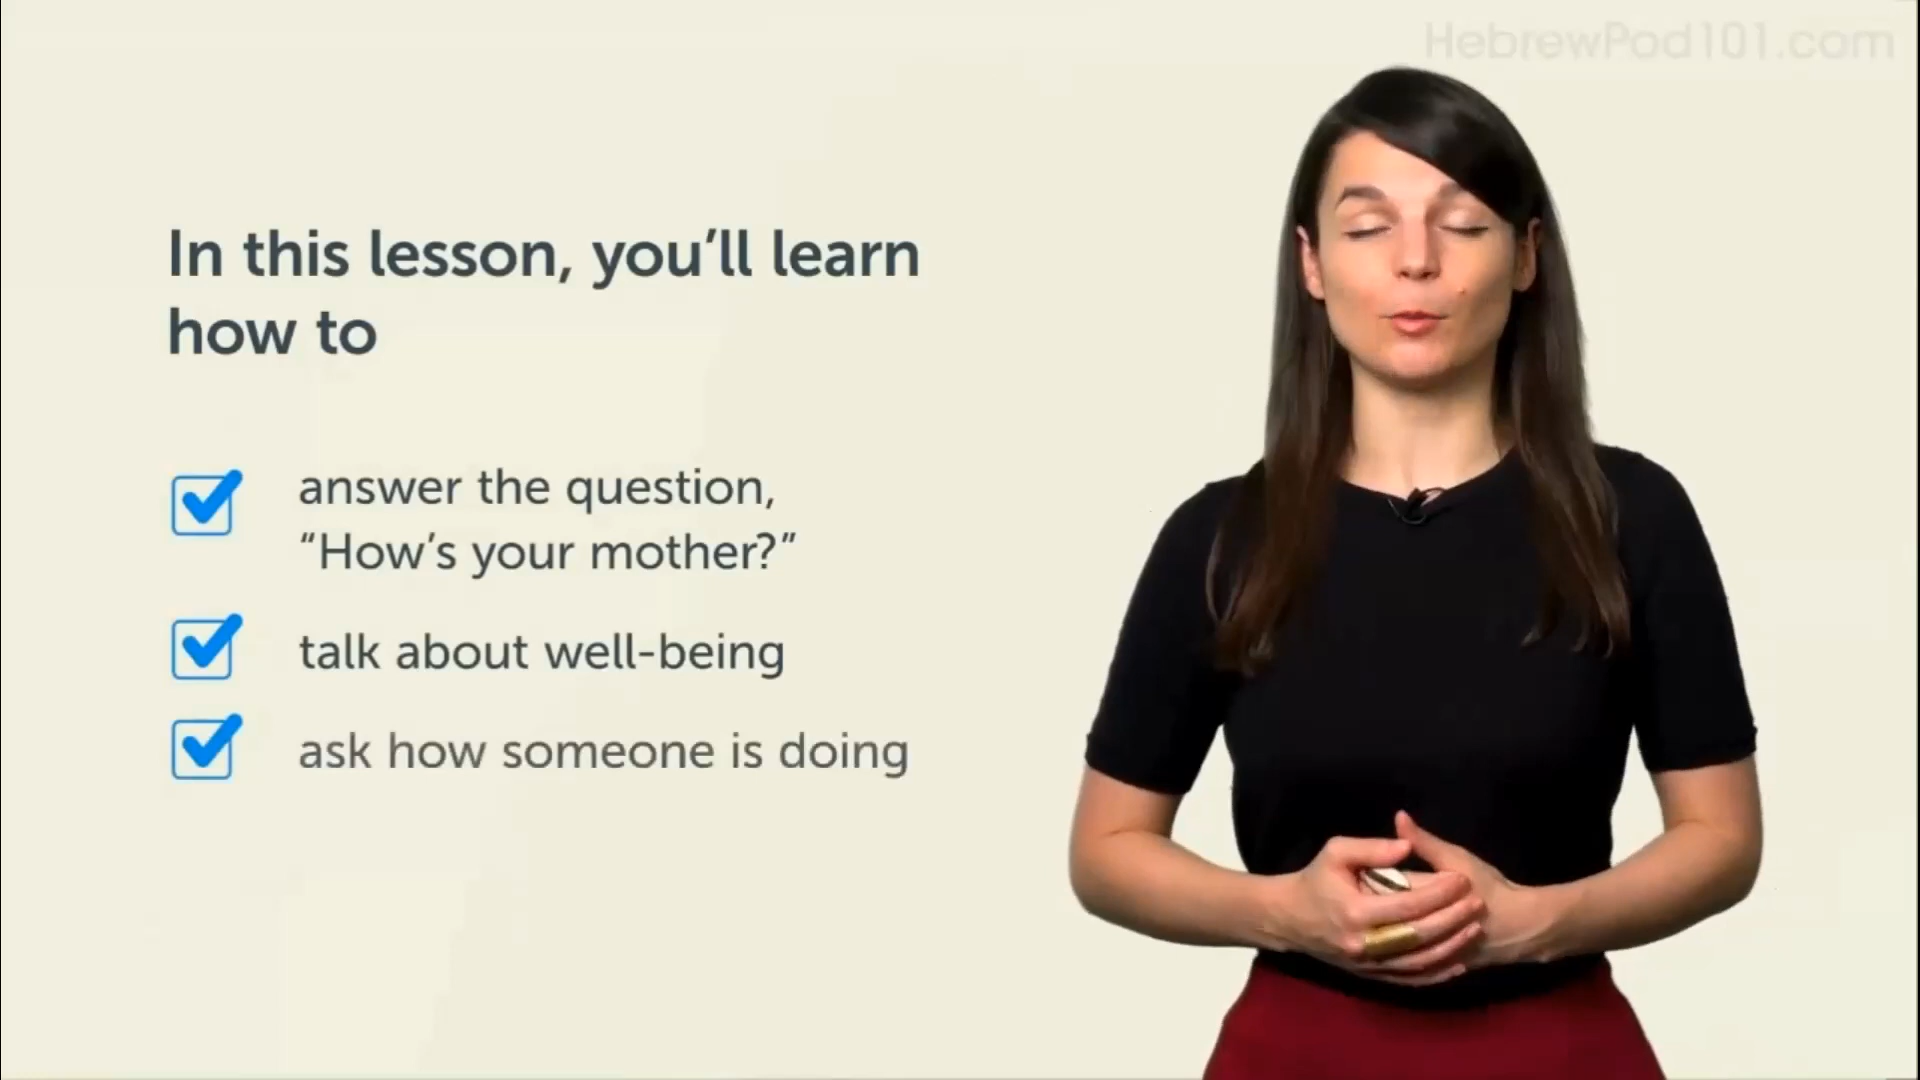 HebrewPod101.com
In this lesson, you’ll learn
how to
answer the question,
“How’s your mother?”
talk about well-being
ask how someone is doing